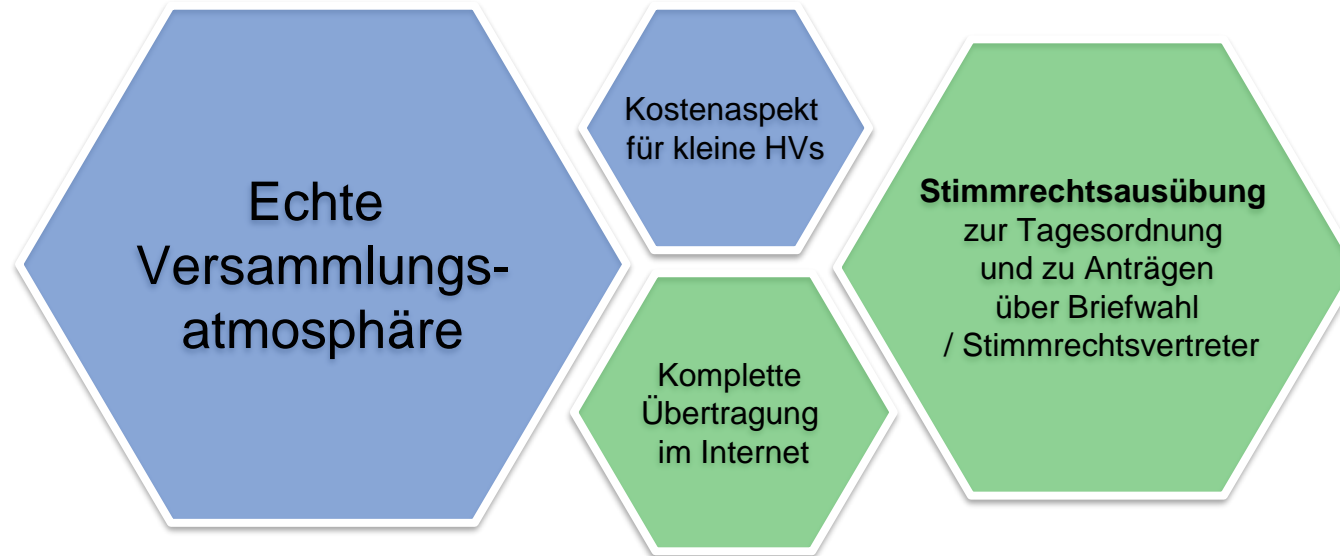 Echte
Versammlungs-
atmosphäre
Kostenaspekt
für kleine HVs
Komplette
Übertragung
im Internet
Stimmrechtsausübung
zur Tagesordnung
und zu Anträgen
über Briefwahl
/ Stimmrechtsvertreter